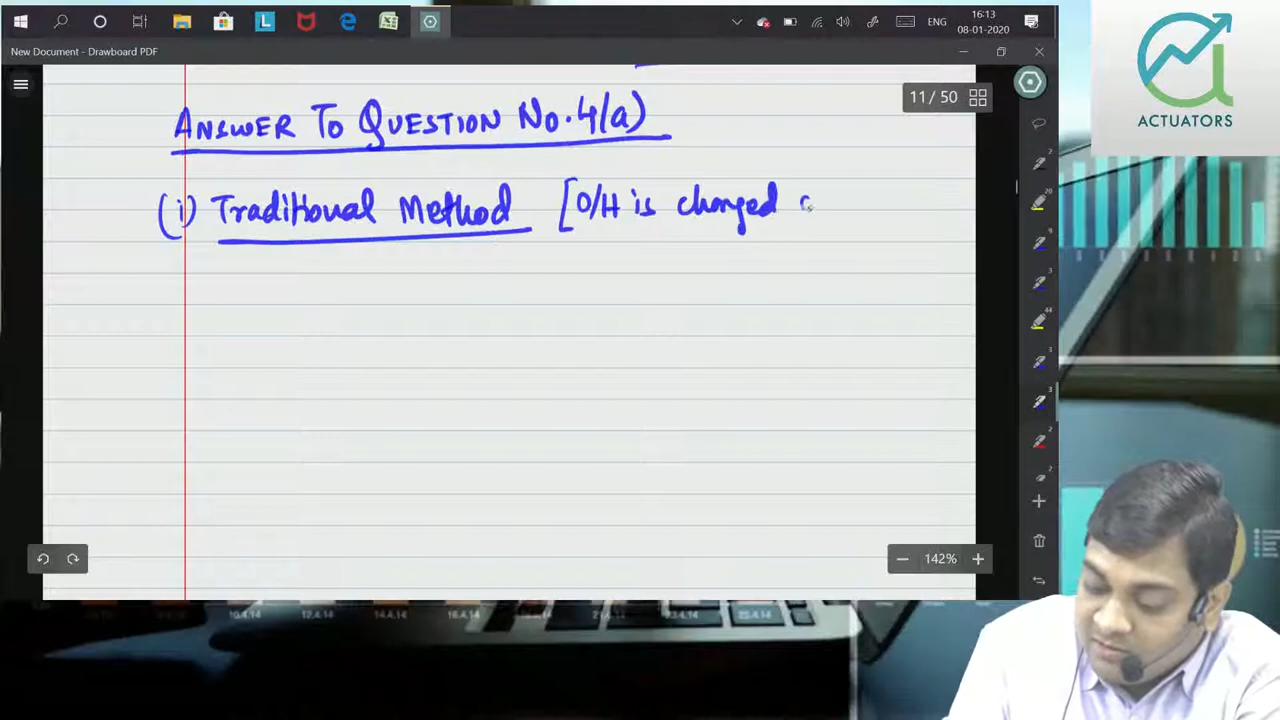 ENG
16:13
08-01-2020
New Document - Drawboard PDF
11 / 50
ANSWER TO QUESTION NO. 4(a)
(i) Traditional Method [O/H is charged
142%
ACTUATORS